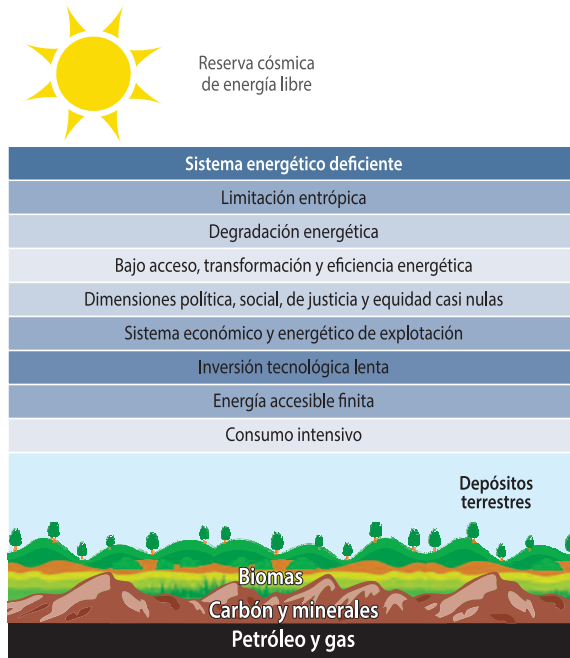 Reserva cósmica
de energía libre
Sistema energético deficiente
Limitación entrópica
Degradación energética
Bajo acceso, transformación y eficiencia energética
Dimensiones política, social, de justicia y equidad casi nulas
Sistema económico y energético de explotación
Inversión tecnológica lenta
Energía accesible finita
Consumo intensivo
Depósitos
terrestres
Biomas
Carbón y minerales
Petróleo y gas